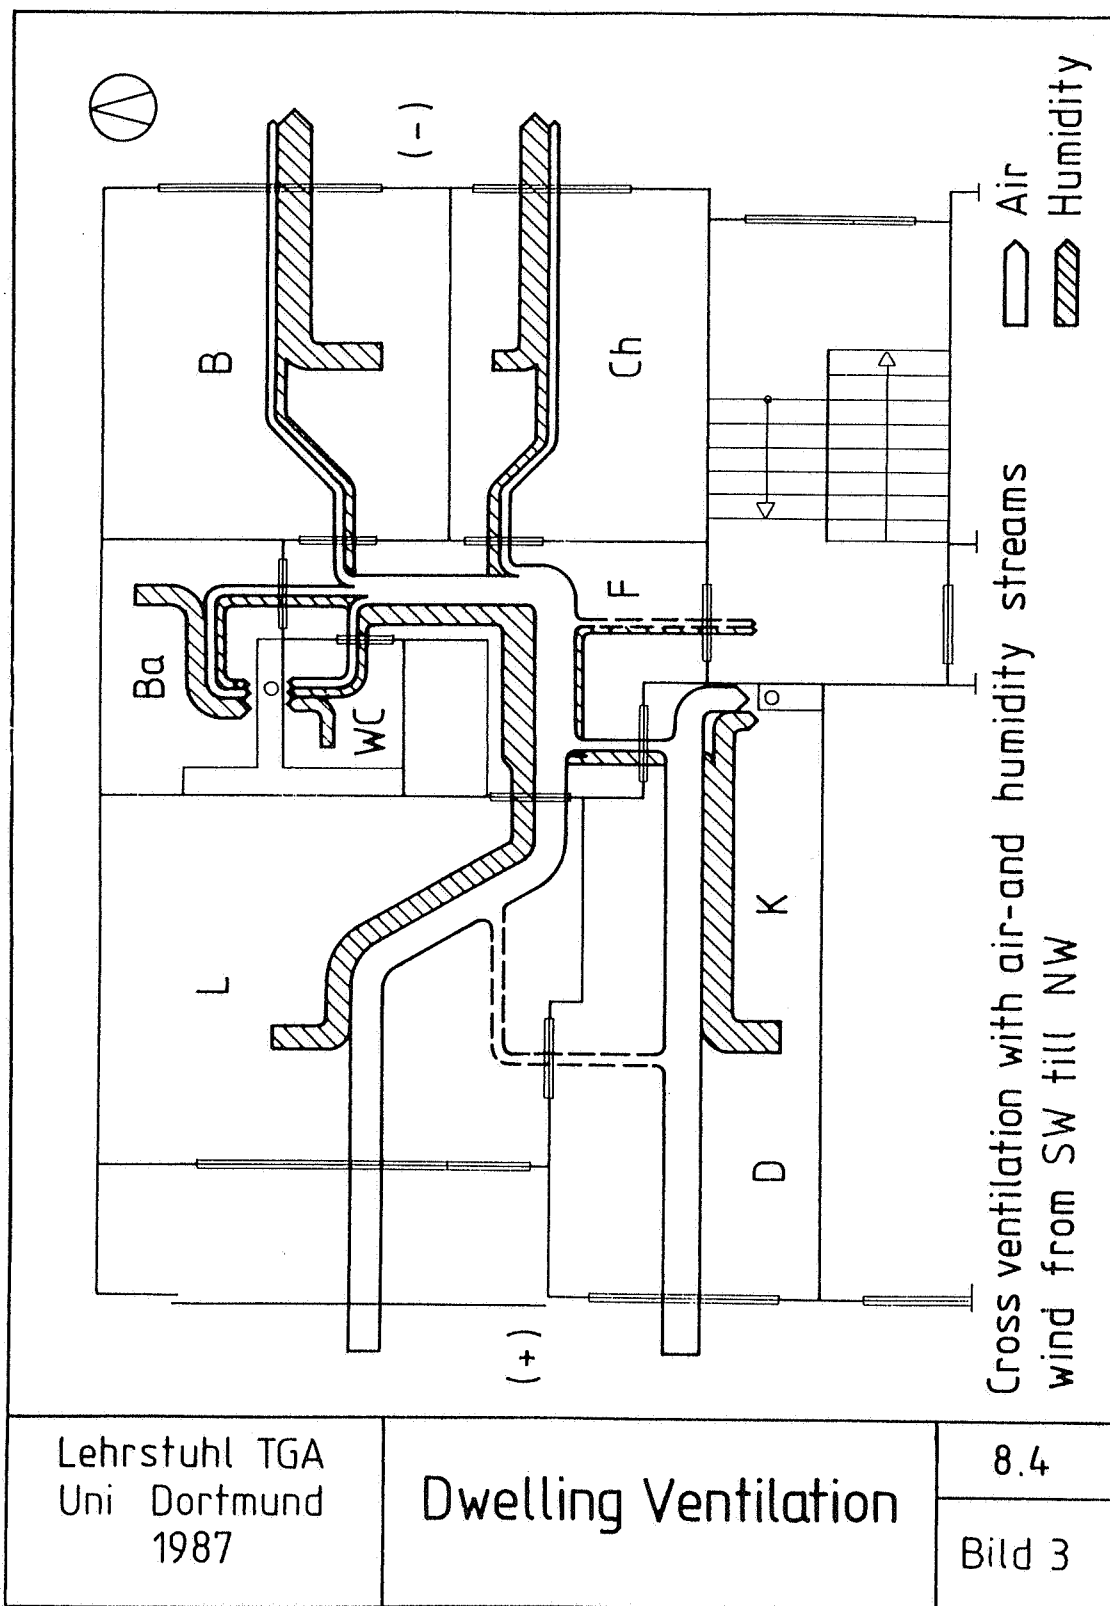 (-)
Air
Humidity
B
Ch
Ba
WC
F
L
K
D
(+)
Cross ventilation with air-and humidity streams
wind from SW till NW
Lehrstuhl TGA
Uni Dortmund
1987
Dwelling Ventilation
8.4
Bild 3